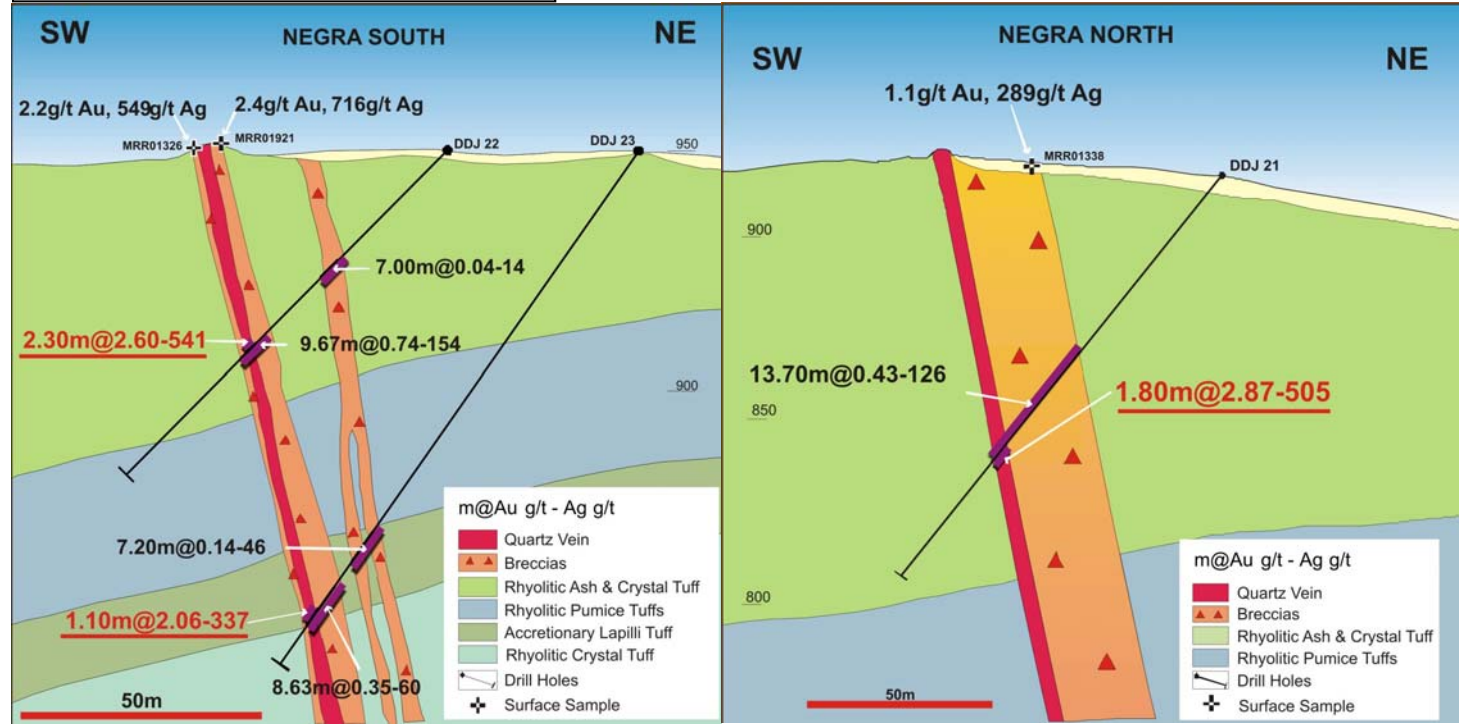 SW
NEGRA SOUTH
NE
2.2g/t Au, 549g/t Ag
2.4g/t Au, 716g/t Ag
MRR01326
MRR01921
DDJ 22
DDJ 23
950
7.00m@0.04-14
2.30m@2.60-541
9.67m@0.74-154
900
7.20m@0.14-46
1.10m@2.06-337
8.63m@0.35-60
50m
m@Au g/t - Ag g/t
Quartz Vein
Breccias
Rhyolitic Ash & Crystal Tuff
Rhyolitic Pumice Tuffs
Accretionary Lapilli Tuff
Rhyolitic Crystal Tuff
Drill Holes
Surface Sample
SW
NEGRA NORTH
NE
1.1g/t Au, 289g/t Ag
MRR01338
DDJ 21
900
13.70m@0.43-126
1.80m@2.87-505
850
800
50m
m@Au g/t - Ag g/t
Quartz Vein
Breccias
Rhyolitic Ash & Crystal Tuff
Rhyolitic Pumice Tuffs
Drill Holes
Surface Sample